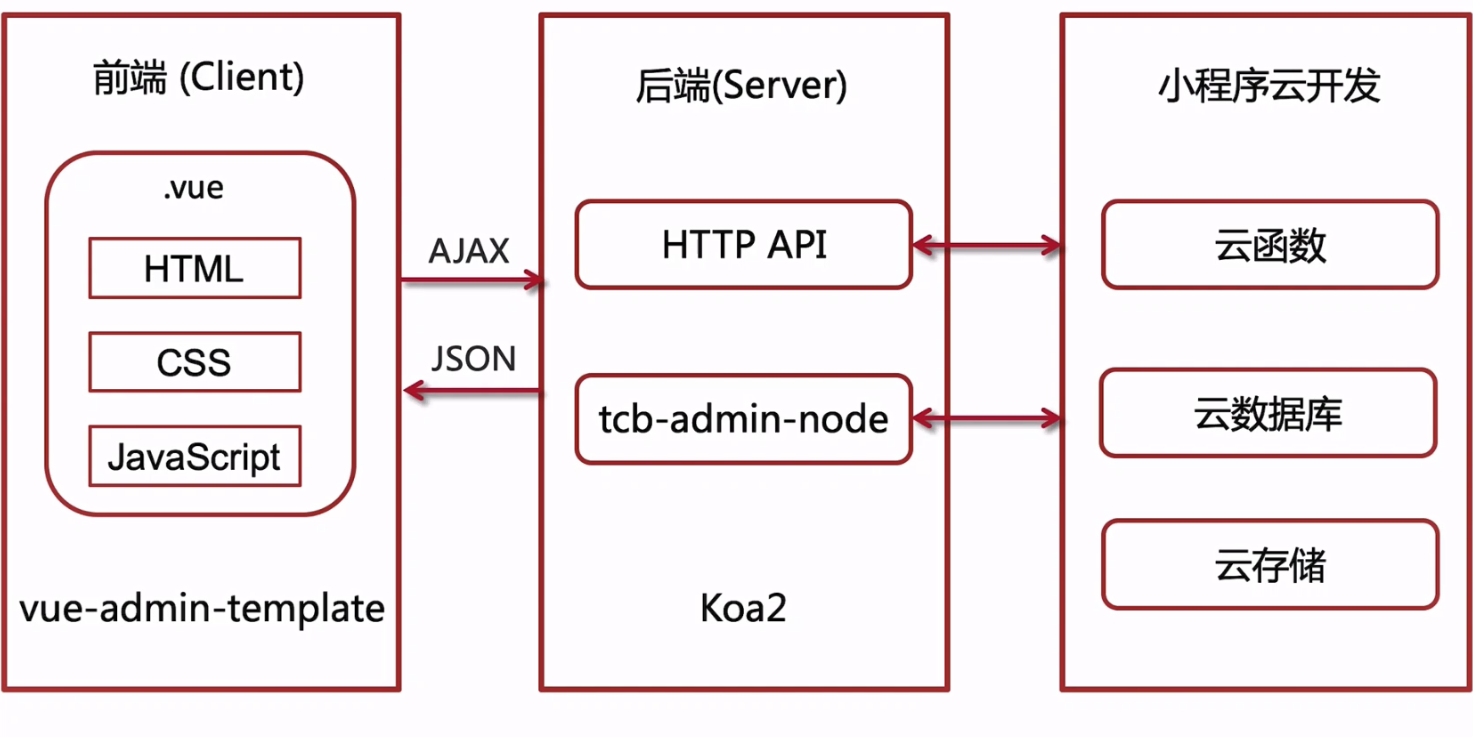 前端 (Client)
.vue
HTML
CSS
JavaScript
vue-admin-template
AJAX
JSON
后端(Server)
HTTP API
tcb-admin-node
Koa2
小程序云开发
云函数
云数据库
云存储